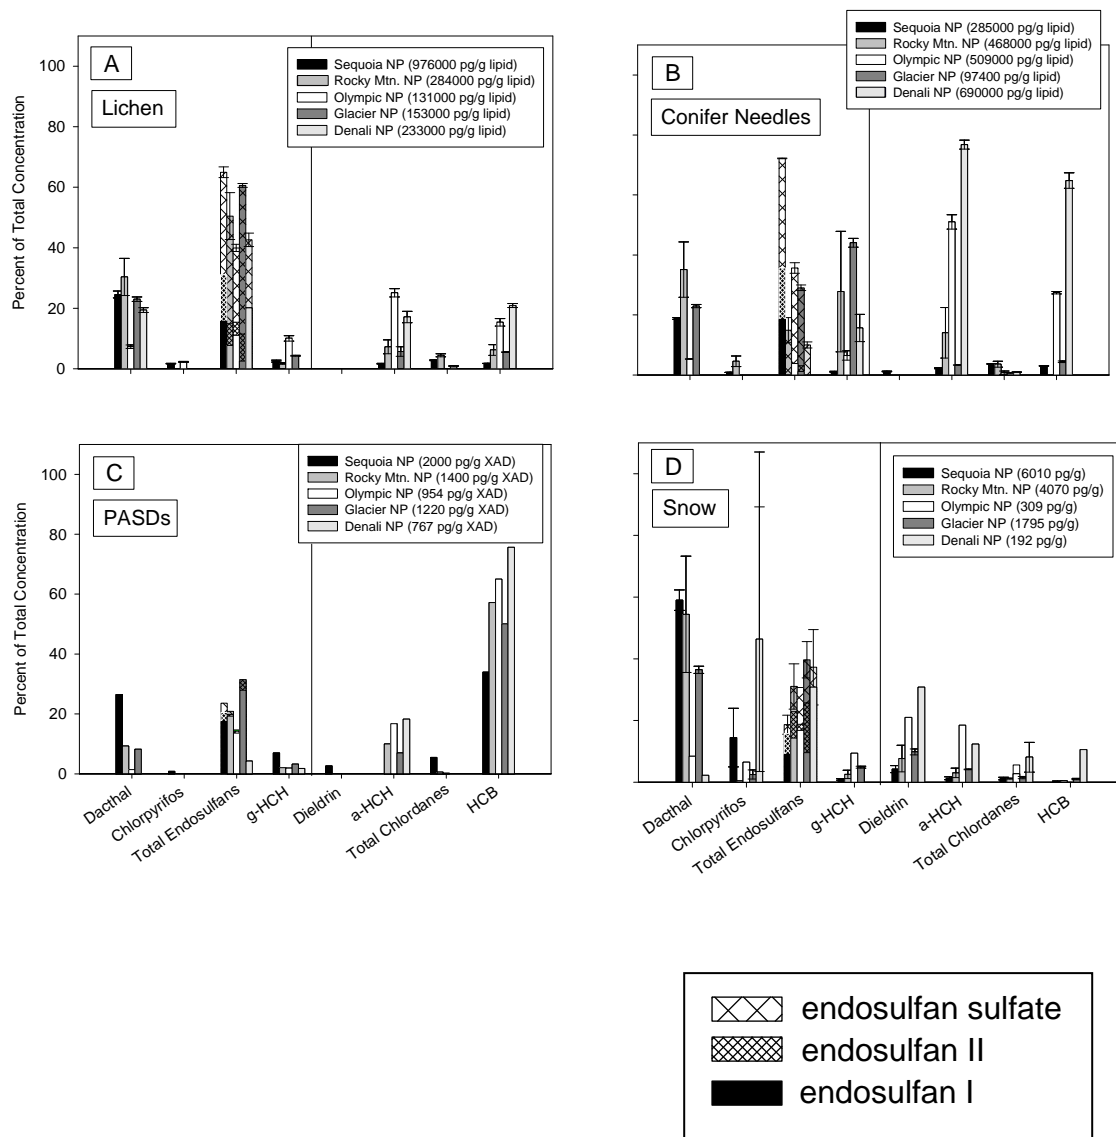 A
Lichen
Sequoia NP (976000 pg/g lipid)
Rocky Mtn. NP (284000 pg/g lipid)
Olympic NP (131000 pg/g lipid)
Glacier NP (153000 pg/g lipid)
Denali NP (233000 pg/g lipid)
Percent of Total Concentration
100
80
60
40
20
0
B
Conifer Needles
Sequoia NP (285000 pg/g lipid)
Rocky Mtn. NP (468000 pg/g lipid)
Olympic NP (509000 pg/g lipid)
Glacier NP (97400 pg/g lipid)
Denali NP (690000 pg/g lipid)
C
PASDs
Sequoia NP (2000 pg/g XAD)
Rocky Mtn. NP (1400 pg/g XAD)
Olympic NP (954 pg/g XAD)
Glacier NP (1220 pg/g XAD)
Denali NP (767 pg/g XAD)
Percent of Total Concentration
100
80
60
40
20
0
Dacthal
Chlorpyrifos
Total Endosulfans
g-HCH
Dieldrin
a-HCH
Total Chlordanes
HCB
D
Snow
Sequoia NP (6010 pg/g)
Rocky Mtn. NP (4070 pg/g)
Olympic NP (309 pg/g)
Glacier NP (1795 pg/g)
Denali NP (192 pg/g)
Dacthal
Chlorpyrifos
Total Endosulfans
g-HCH
Dieldrin
a-HCH
Total Chlordanes
HCB
endosulfan sulfate
endosulfan II
endosulfan I